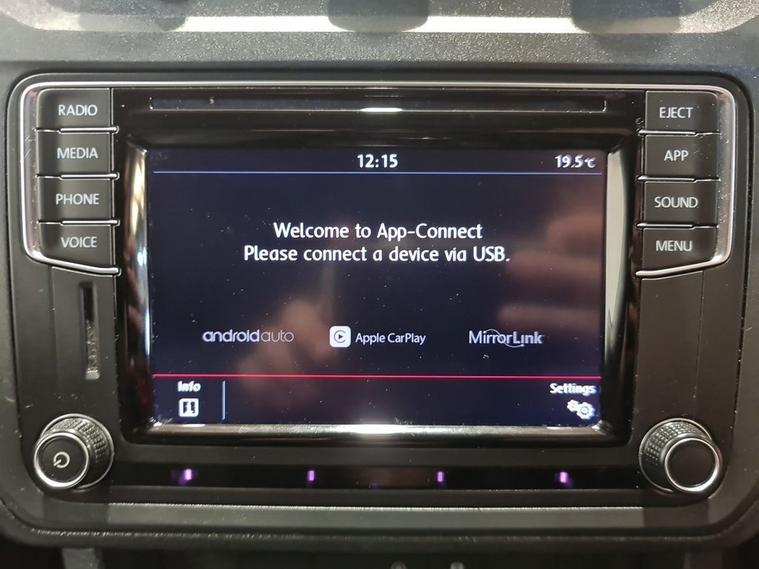 RADIO
MEDIA
PHONE
VOICE
EJECT
APP
SOUND
MENU
12:15
19.5°C
Welcome to App-Connect
Please connect a device via USB.
androidauto
Apple CarPlay
MirrorLink
Info
Settings